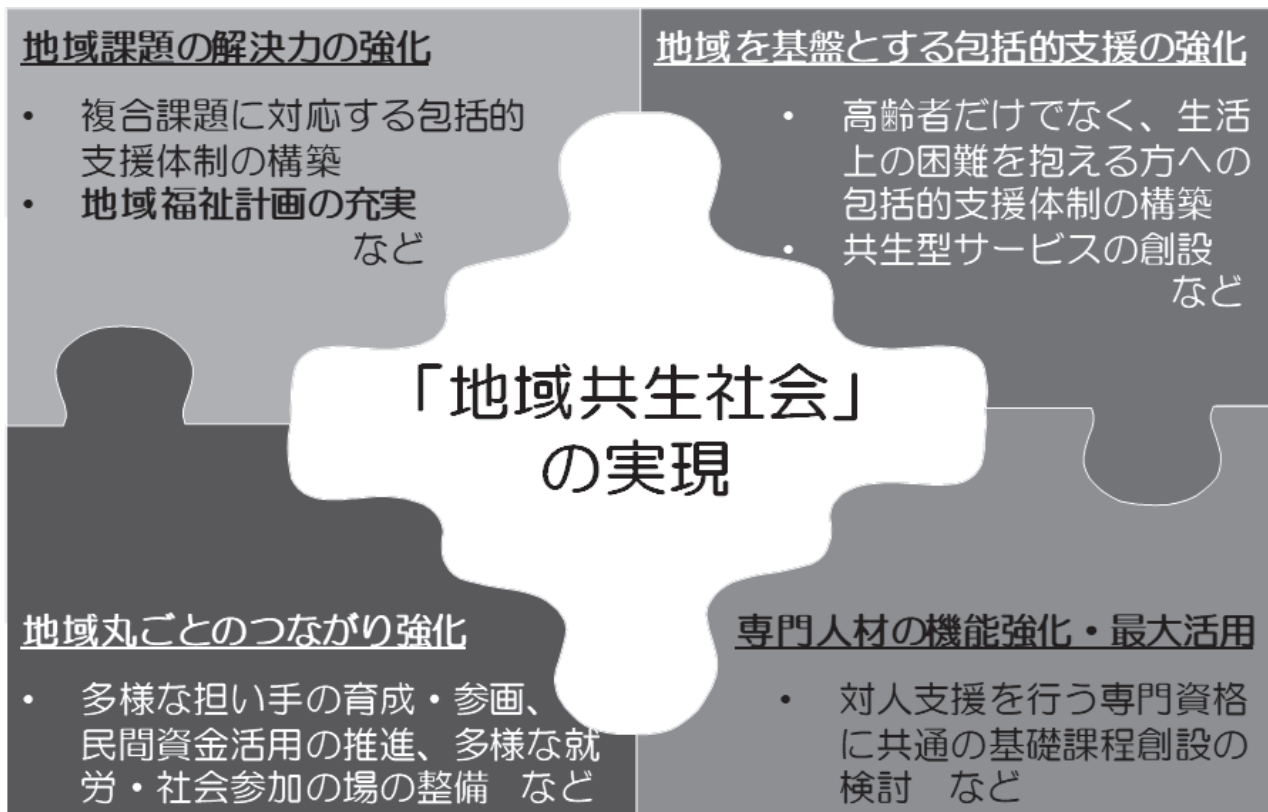 地域課題の解決力の強化
• 複合課題に対応する包括的
支援体制の構築
• 地域福祉計画の充実
など
地域を基盤とする包括的支援の強化
• 高齢者だけでなく、生活
上の困難を抱える方への
包括的支援体制の構築
• 共生型サービスの創設
など
「地域共生社会」
の実現
地域丸ごとのつながり強化
• 多様な担い手の育成・参画、
民間資金活用の推進、多様な就
労・社会参加の場の整備 など
専門人材の機能強化・最大活用
• 対人支援を行う専門資格
に共通の基礎課程創設の
検討 など